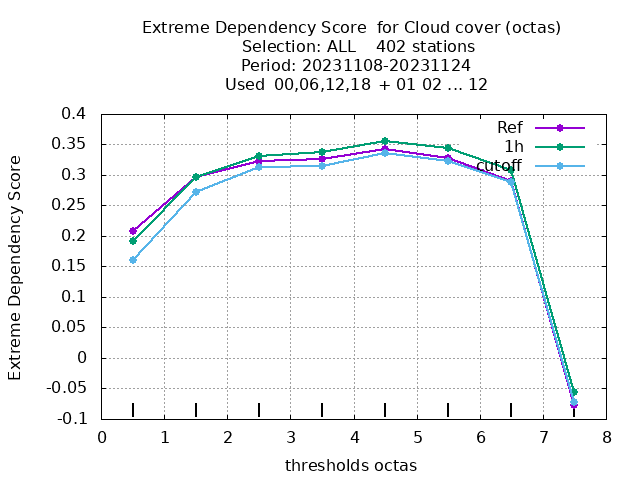 Extreme Dependency Score  for Cloud cover (octas)
Selection: ALL    402 stations
Period: 20231108-20231124
Used  00,06,12,18  + 01 02 ... 12
Extreme Dependency Score
0.4
0.35
0.3
0.25
0.2
0.15
0.1
0.05
0
-0.05
-0.1
Ref
1h
cutoff
0 1 2 3 4 5 6 7 8
thresholds octas